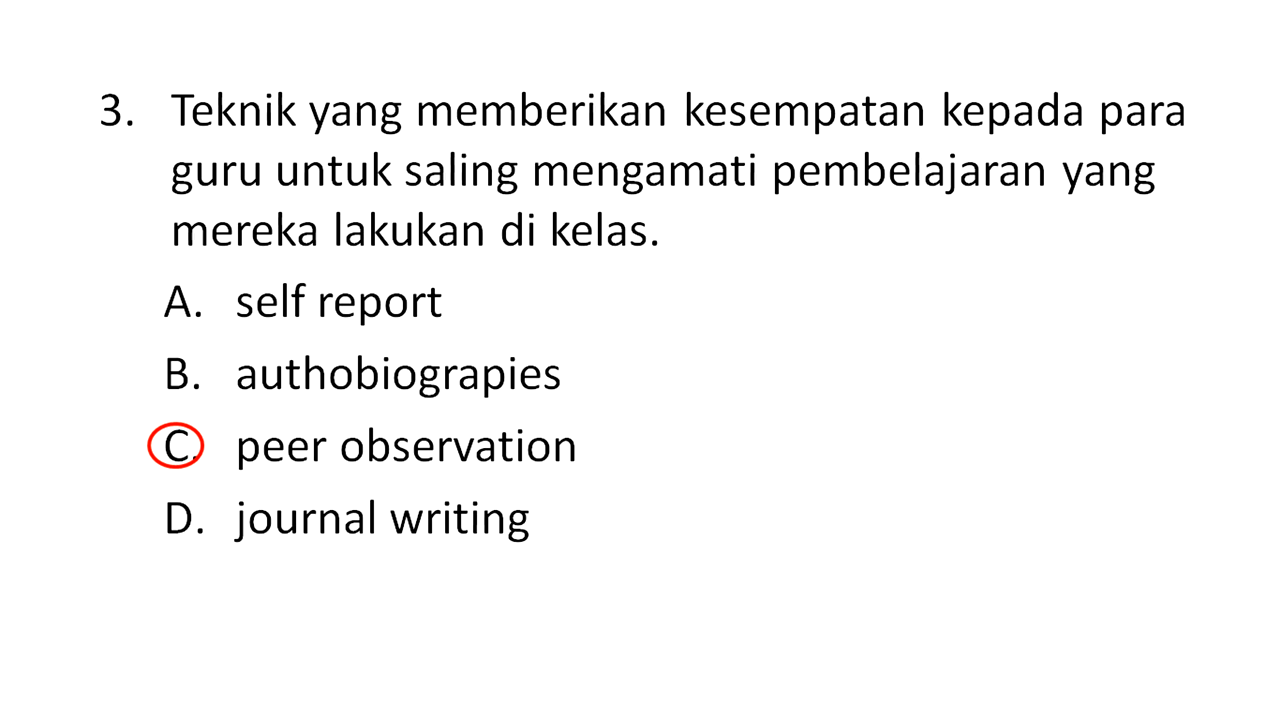 3. Teknik yang memberikan kesempatan kepada para
guru untuk saling mengamati pembelajaran yang
mereka lakukan di kelas.
A. self report
B. authobiograpies
C. peer observation
D. journal writing